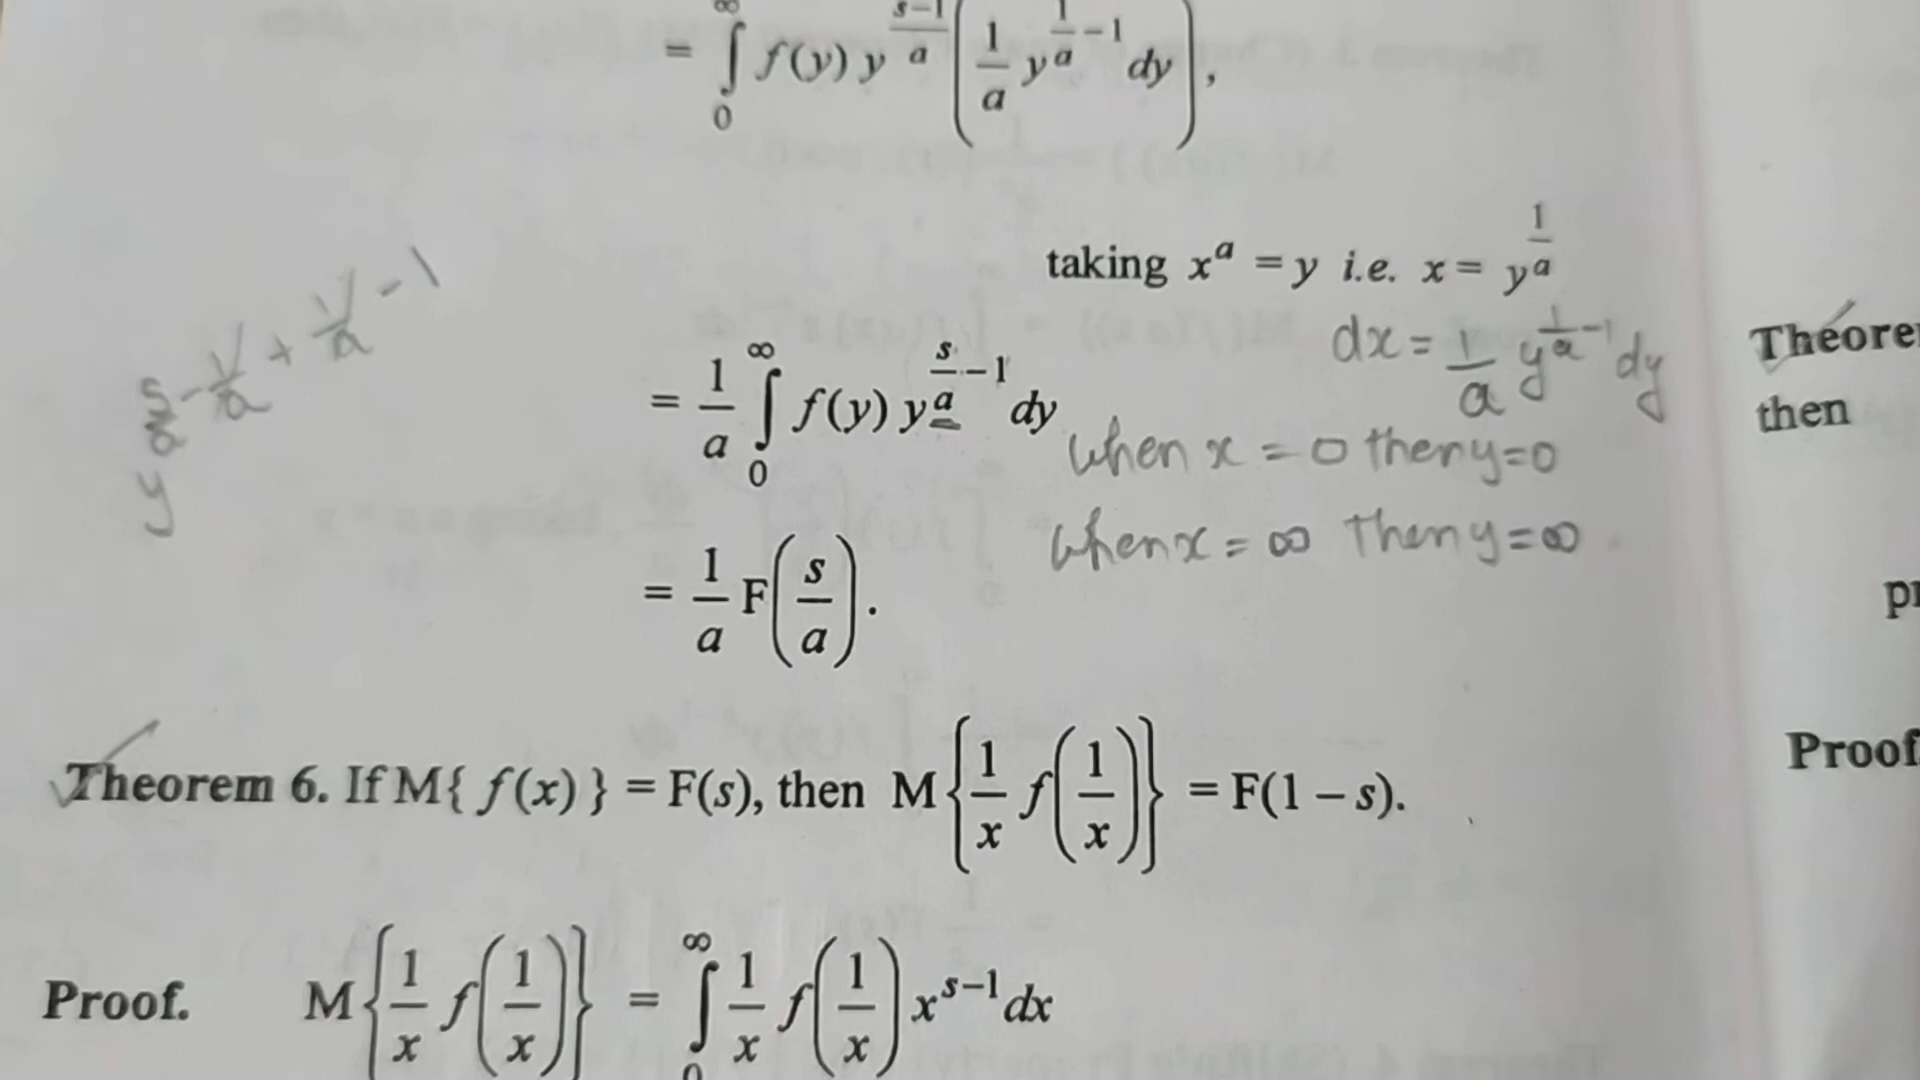 = ∫₀^∞ f(y) y^((s−1)/a) (1/a y^(1/a −1) dy),
taking x^a = y i.e. x = y^(1/a)
dx = 1/a y^(1/a −1) dy
y^(s/a − 1/a + 1/a − 1)
= 1/a ∫₀^∞ f(y) y^(s/a −1) dy
when x = 0 then y=0
when x = ∞ then y=∞
= 1/a F(s/a).
Theorem 6. If M{ f(x) } = F(s), then M{1/x f(1/x)} = F(1 – s).
Proof. M{1/x f(1/x)} = ∫₀^∞ 1/x f(1/x) x^(s−1) dx
then
Proof